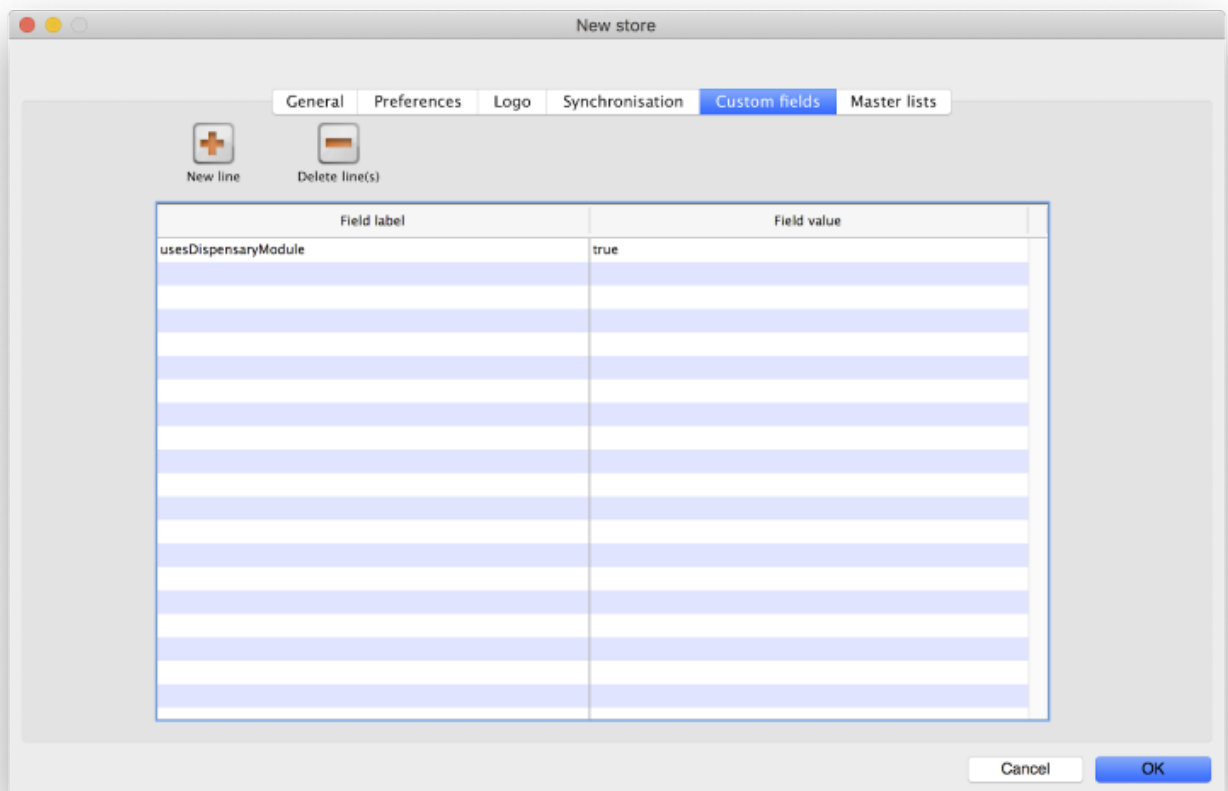 New store
General Preferences Logo Synchronisation Custom fields Master lists
New line Delete line(s)
Field label Field value
usesDispensaryModule true
Cancel OK